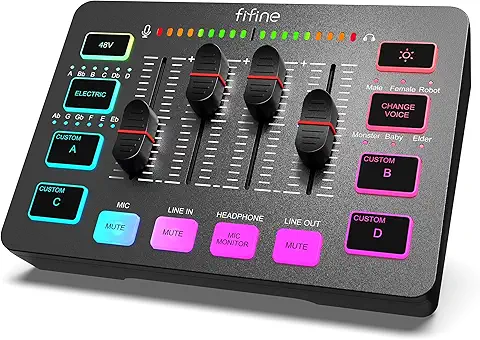 fifine
48V
A Bb B C Db D
ELECTRIC
Ab G Gb F E Eb
CUSTOM
A
CUSTOM
C
MIC
MUTE
LINE IN
MUTE
HEADPHONE
MIC
MONITOR
LINE OUT
MUTE
Male Female Robot
CHANGE
VOICE
Monster Baby Elder
CUSTOM
B
CUSTOM
D